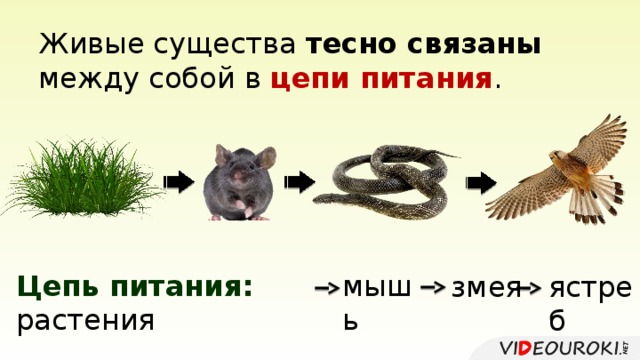 Живые существа тесно связаны
между собой в цепи питания.
Цепь питания: → мыш → змея → ястре
растения ь б
VIDEOUROKI.NET